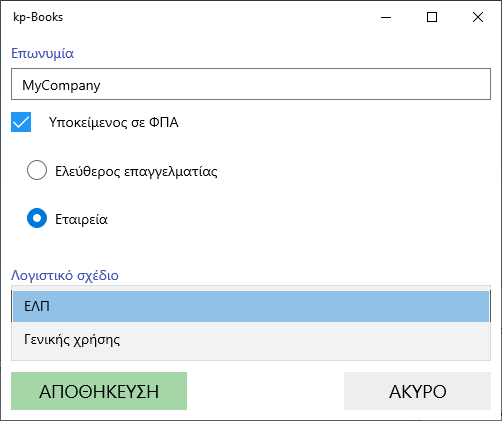 kp-Books
Επωνυμία
MyCompany
Υποκείμενος σε ΦΠΑ
Ελεύθερος επαγγελματίας
Εταιρεία
Λογιστικό σχέδιο
ΕΛΠ
Γενικής χρήσης
ΑΠΟΘΗΚΕΥΣΗ ΑΚΥΡΟ